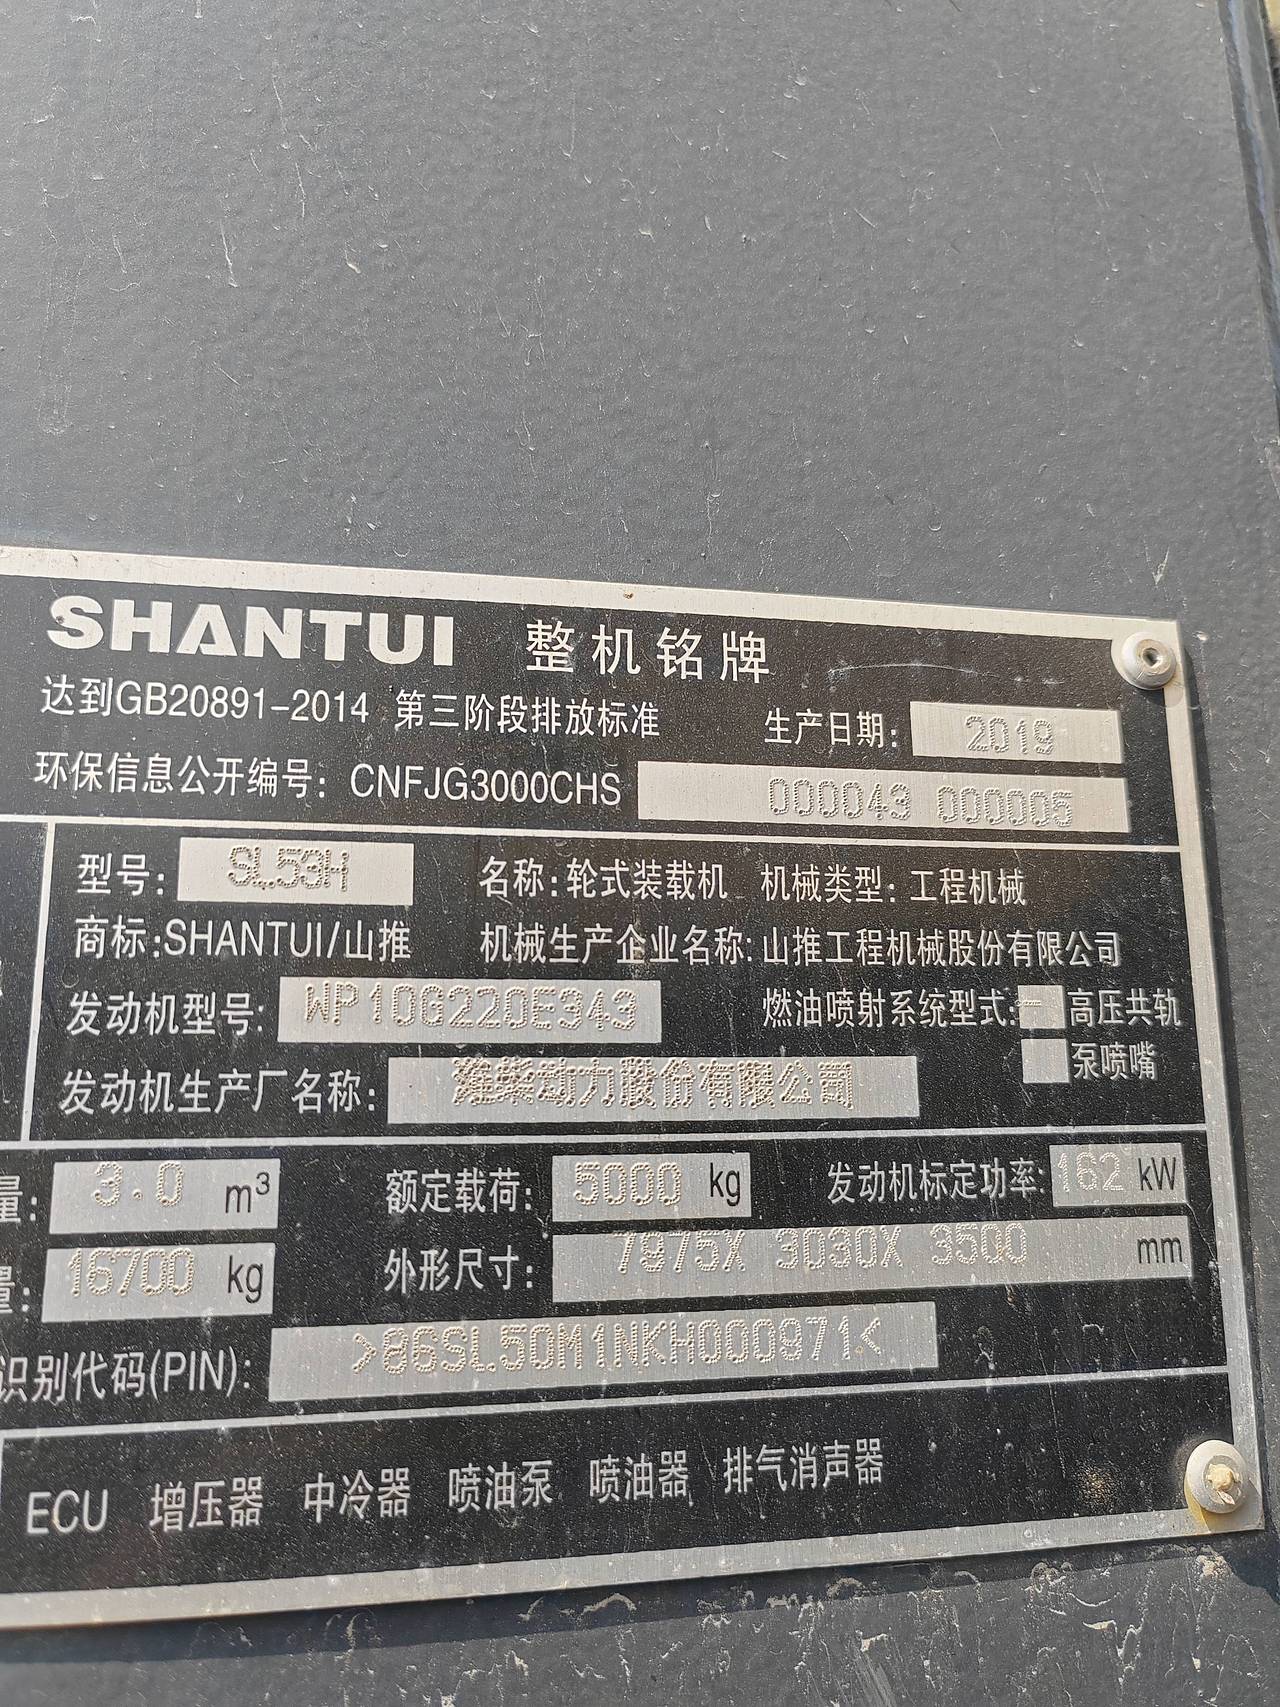 SHANTUI 整机铭牌
达到GB20891-2014 第三阶段排放标准 生产日期: 2019
环保信息公开编号: CNFJG3000CHS 000043 000005
型号: SL53H 名称:轮式装载机 机械类型: 工程机械
商标:SHANTUI/山推 机械生产企业名称:山推工程机械股份有限公司
发动机型号: WP10G220E343 燃油喷射系统型式: 高压共轨
泵喷嘴
发动机生产厂名称: 潍柴动力股份有限公司
量: 3.0 m³ 额定载荷: 5000 kg 发动机标定功率: 162 kW
量: 16700 kg 外形尺寸: 7975X 3030X 3500 mm
识别代码(PIN): >86SL50M1NKH000971<
ECU 增压器 中冷器 喷油泵 喷油器 排气消声器